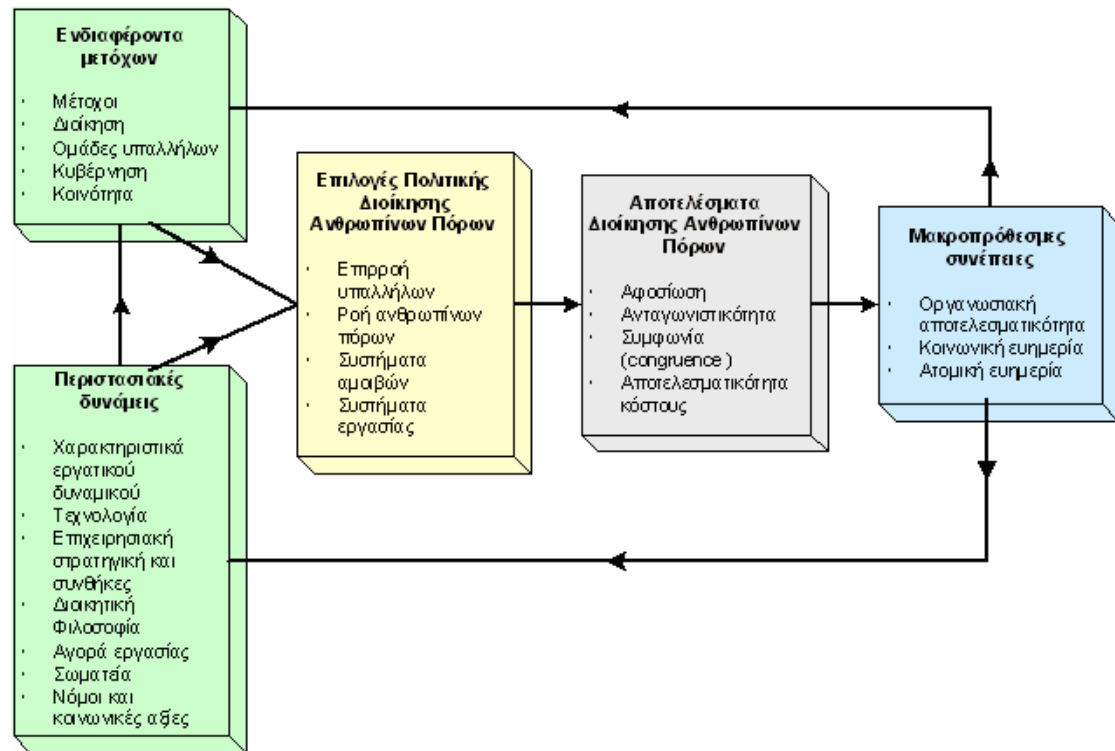 Ενδιαφέροντα
μετόχων
· Μέτοχοι
· Διοίκηση
· Ομάδες υπαλλήλων
· Κυβέρνηση
· Κοινότητα
Περιστασιακές
δυνάμεις
· Χαρακτηριστικά
εργατικού
δυναμικού
· Τεχνολογία
· Επιχειρησιακή
στρατηγική και
συνθήκες
· Διοικητική
Φιλοσοφία
· Αγορά εργασίας
· Σωματεία
· Νόμοι και
κοινωνικές αξίες
Επιλογές Πολιτικής
Διοίκησης
Ανθρωπίνων Πόρων
· Επιρροή
υπαλλήλων
· Ροή ανθρωπίνων
πόρων
· Συστήματα
αμοιβών
· Συστήματα
εργασίας
Αποτελέσματα
Διοίκησης Ανθρωπίνων
Πόρων
· Αφοσίωση
· Ανταγωνιστικότητα
· Συμφωνία
(congruence )
· Αποτελεσματικότητα
κόστους
Μακροπρόθεσμες
συνέπειες
· Οργανωσιακή
αποτελεσματικότητα
· Κοινωνική ευημερία
· Ατομική ευημερία